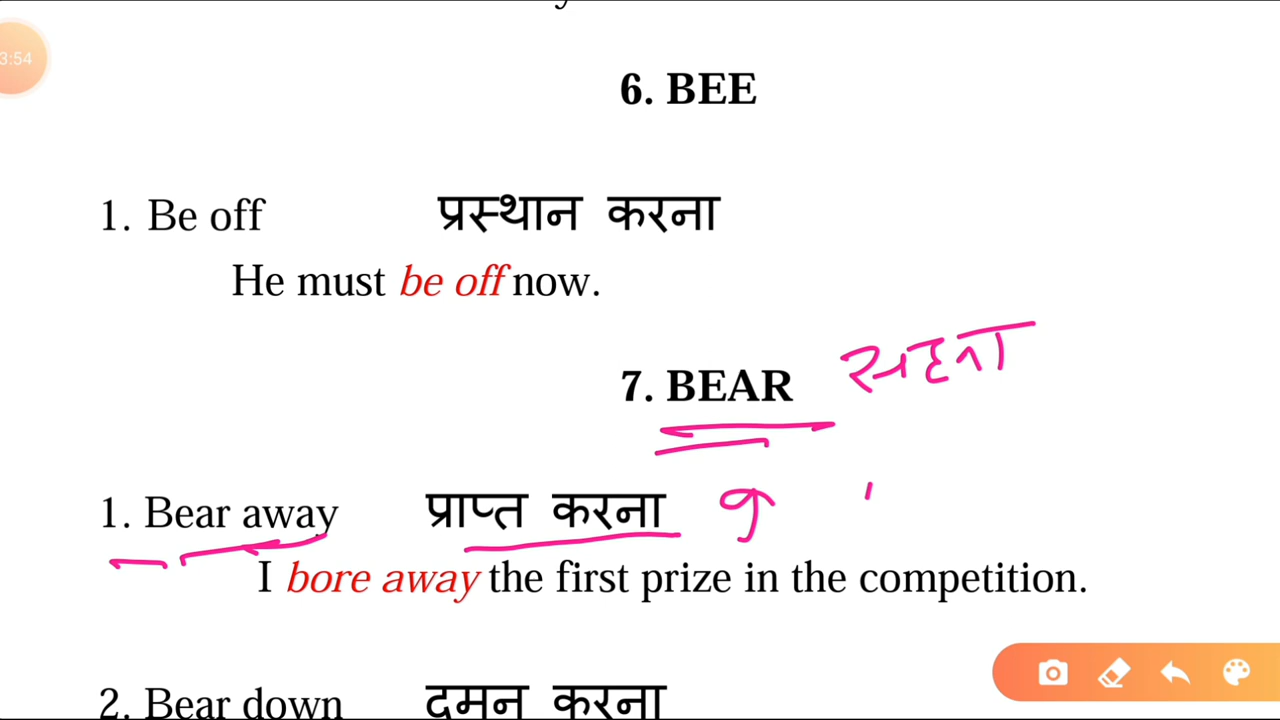 3:54
6. BEE
1. Be off प्रस्थान करना
He must be off now.
7. BEAR सहना
1. Bear away प्राप्त करना
I bore away the first prize in the competition.
2. Bear down दमन करना